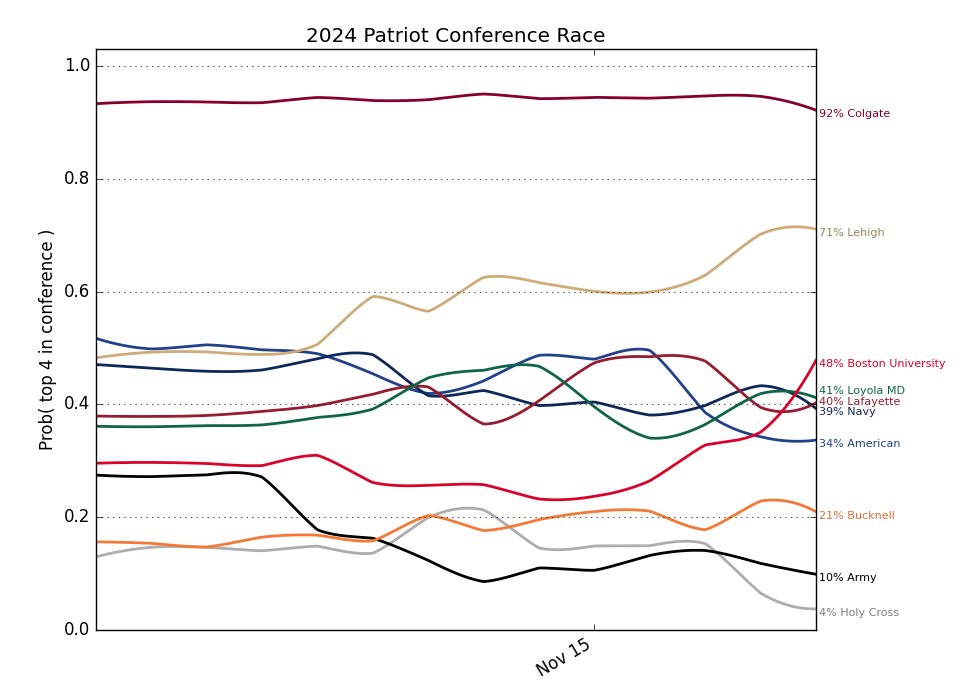 2024 Patriot Conference Race
Prob( top 4 in conference )
1.0
0.8
0.6
0.4
0.2
0.0
Nov 15
92% Colgate
71% Lehigh
48% Boston University
41% Loyola MD
40% Lafayette
39% Navy
34% American
21% Bucknell
10% Army
4% Holy Cross